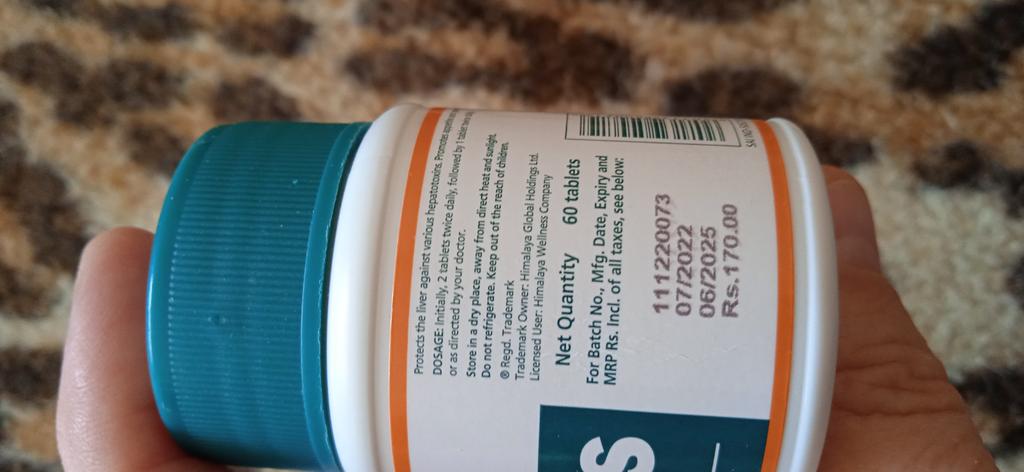 Protects the liver against various hepatotoxins. Promotes
DOSAGE: Initially, 2 tablets twice daily, followed by 1 tablet
or as directed by your doctor.
Store in a dry place, away from direct heat and sunlight.
Do not refrigerate. Keep out of the reach of children.
® Regd. Trademark
Trademark Owner: Himalaya Global Holdings Ltd.
Licensed User: Himalaya Wellness Company
Net Quantity 60 tablets
For Batch No., Mfg. Date, Expiry and
MRP Rs. Incl. of all taxes, see below:
111220073
07/2022
06/2025
Rs.170.00
S